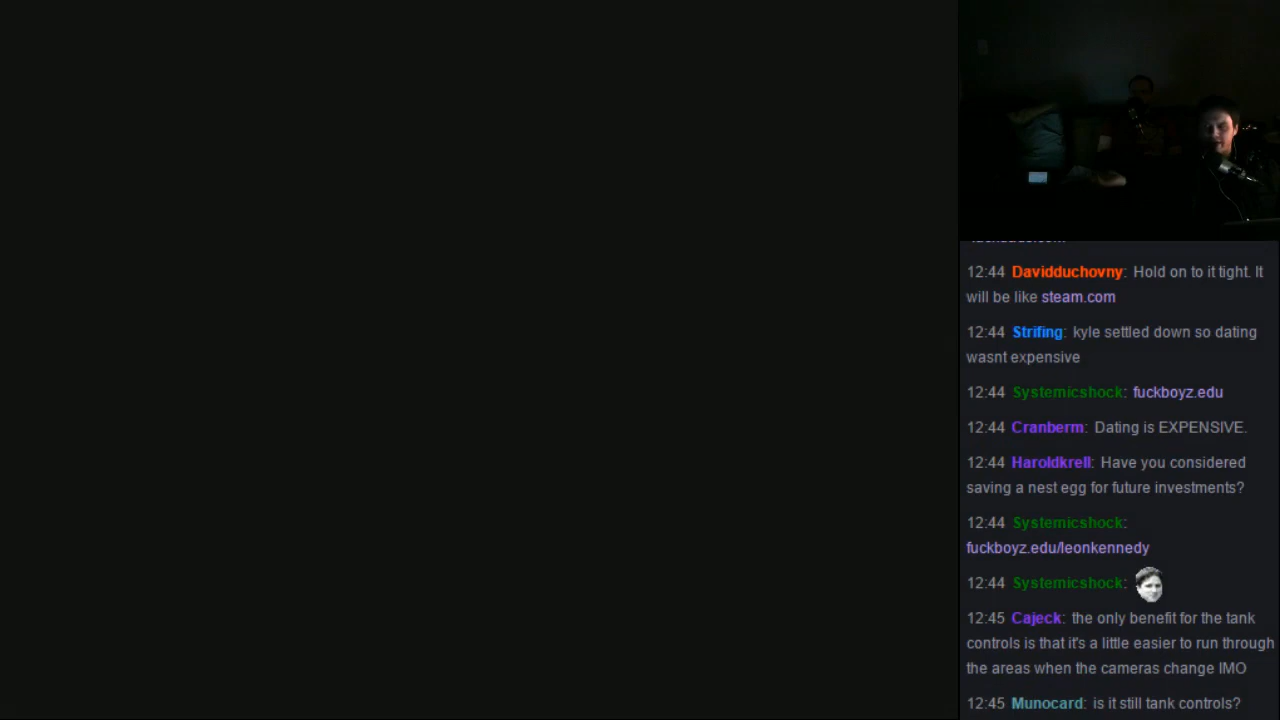 12:44 Davidduchovny: Hold on to it tight. It
will be like steam.com
12:44 Strifing: kyle settled down so dating
wasnt expensive
12:44 Systemicshock: fuckboyz.edu
12:44 Cranberm: Dating is EXPENSIVE.
12:44 Haroldkrell: Have you considered
saving a nest egg for future investments?
12:44 Systemicshock:
fuckboyz.edu/leonkennedy
12:44 Systemicshock:
12:45 Cajeck: the only benefit for the tank
controls is that it's a little easier to run through
the areas when the cameras change IMO
12:45 Munocard: is it still tank controls?